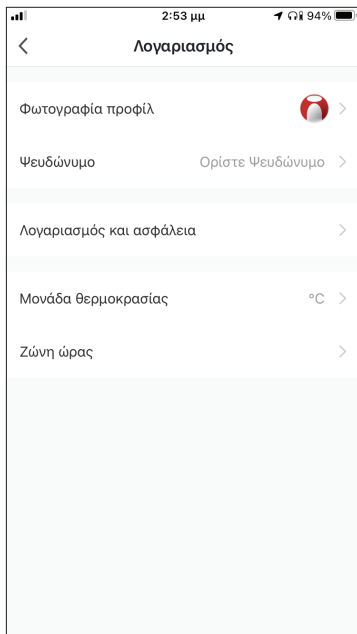 2:53 μμ 94%
Λογαριασμός
Φωτογραφία προφίλ
Ψευδώνυμο Ορίστε Ψευδώνυμο
Λογαριασμός και ασφάλεια
Μονάδα θερμοκρασίας °C
Ζώνη ώρας